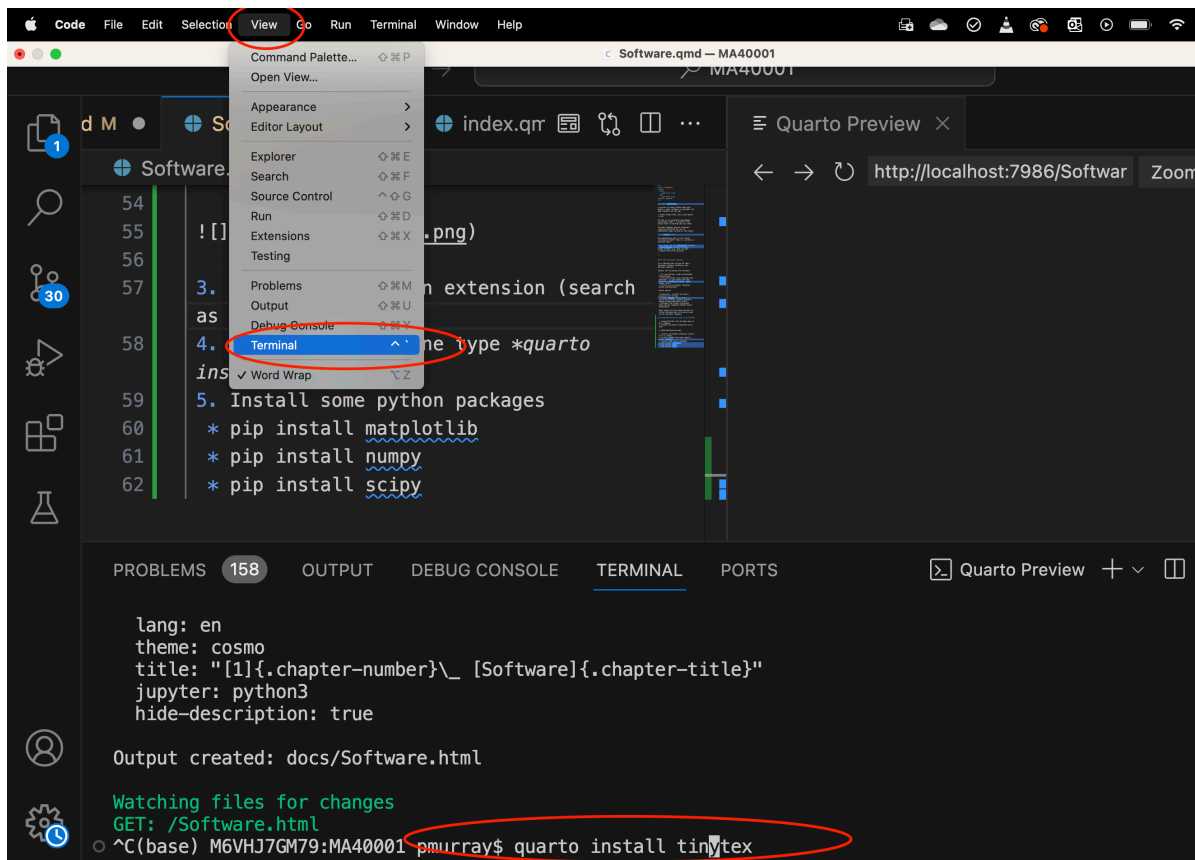 Code File Edit Selection View Go Run Terminal Window Help
Software.qmd — MA40001
MA40001
Command Palette... ⇧⌘P
Open View...
Appearance >
Editor Layout >
Explorer ⇧⌘E
Search ⇧⌘F
Source Control ^⇧G
Run ⇧⌘D
Extensions ⇧⌘X
Testing
Problems ⇧⌘M
Output ⇧⌘U
Debug Console ⇧⌘Y
Terminal ^`
✓ Word Wrap ⌥Z
d M ●
index.qm
Quarto Preview ×
Software.
http://localhost:7986/Softwar
Zoom
54
55 ![] .png)
56
57 3. n extension (search
as
58 4. ne type *quarto
ins
59 5. Install some python packages
60 * pip install matplotlib
61 * pip install numpy
62 * pip install scipy
1
30
PROBLEMS 158 OUTPUT DEBUG CONSOLE TERMINAL PORTS
Quarto Preview
lang: en
theme: cosmo
title: "[1]{.chapter-number}\_ [Software]{.chapter-title}"
jupyter: python3
hide-description: true
Output created: docs/Software.html
Watching files for changes
GET: /Software.html
^C(base) M6VHJ7GM79:MA40001 pmurray$ quarto install tinytex